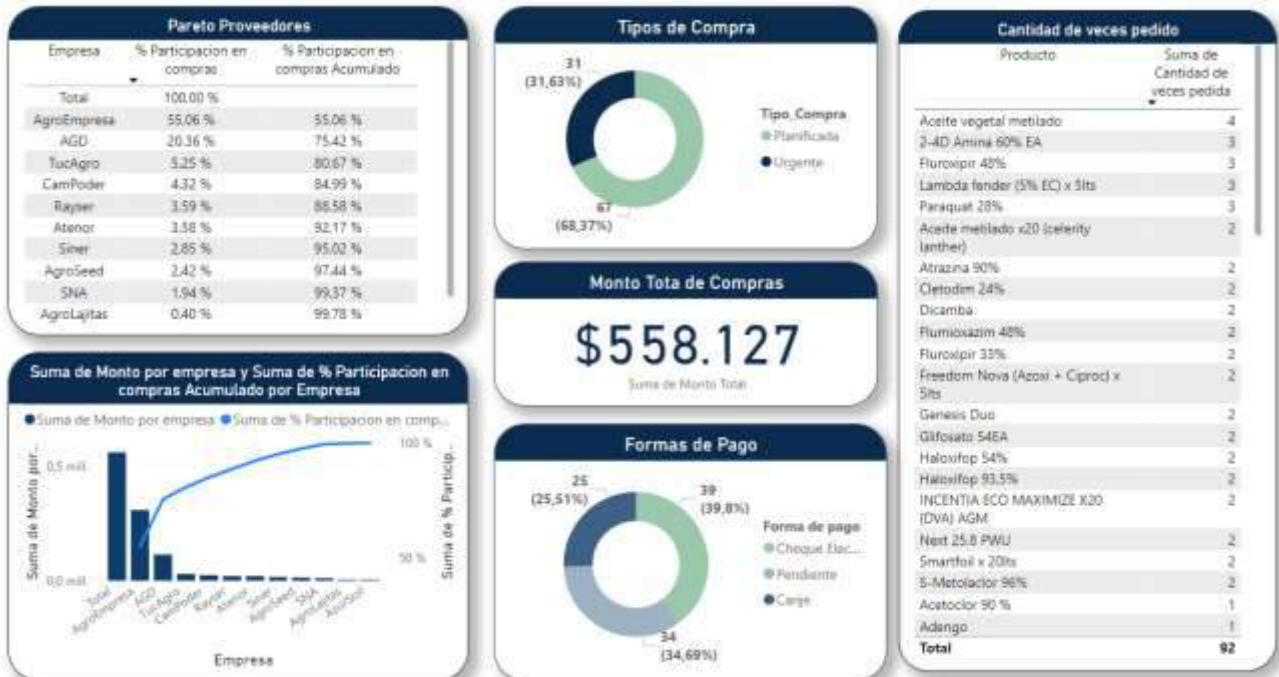 Pareto Proveedores
Empresa % Participacion en compras % Participacion en compras Acumulado
Total 100.00 %
AgroEmpresa 55.06 % 55.06 %
AGD 20.36 % 75.42 %
TucAgro 5.25 % 80.67 %
CamPoder 4.32 % 84.99 %
Rayser 3.59 % 88.58 %
Atenor 3.58 % 92.17 %
Siner 2.85 % 95.02 %
AgroSeed 2.42 % 97.44 %
SNA 1.94 % 99.37 %
AgroLajitas 0.40 % 99.78 %
Suma de Monto por empresa y Suma de % Participacion en
compras Acumulado por Empresa
Suma de Monto por empresa Suma de % Participacion en comp...
Suma de Monto por...
0,5 mill.
0,0 mill.
100 %
50 %
Suma de % Particip...
Total AgroEmpresa AGD TucAgro CamPoder Rayser Atenor Siner AgroSeed SNA AgroLajitas
Empresa
Tipos de Compra
31
(31,63%)
67
(68,37%)
Tipo_Compra
Planificada
Urgente
Monto Tota de Compras
$558.127
Suma de Monto Total
Formas de Pago
25
(25,51%)
39
(39,8%)
34
(34,69%)
Forma de pago
Cheque Elec...
Pendiente
Canje
Cantidad de veces pedido
Producto Suma de Cantidad de veces pedida
Aceite vegetal metilado 4
2-4D Amina 60% EA 3
Fluroxipir 48% 3
Lambda fender (5% EC) x 5lts 3
Paraquat 28% 3
Aceite metilado x20 (celerity
lanther) 2
Atrazina 90% 2
Cletodim 24% 2
Dicamba 2
Flumioxazim 48% 2
Fluroxipir 33% 2
Freedom Nova (Azoxi + Ciproc) x
5lts 2
Genesis Duo 2
Glifosato 54EA 2
Haloxifop 54% 2
Haloxifop 93,5% 2
INCENTIA ECO MAXIMIZE X20
(DVA) AGM 2
Next 25.8 PWU 2
Smartfoil x 20lts 2
S-Metolaclor 96% 2
Acetoclor 90 % 1
Adengo 1
Total 92